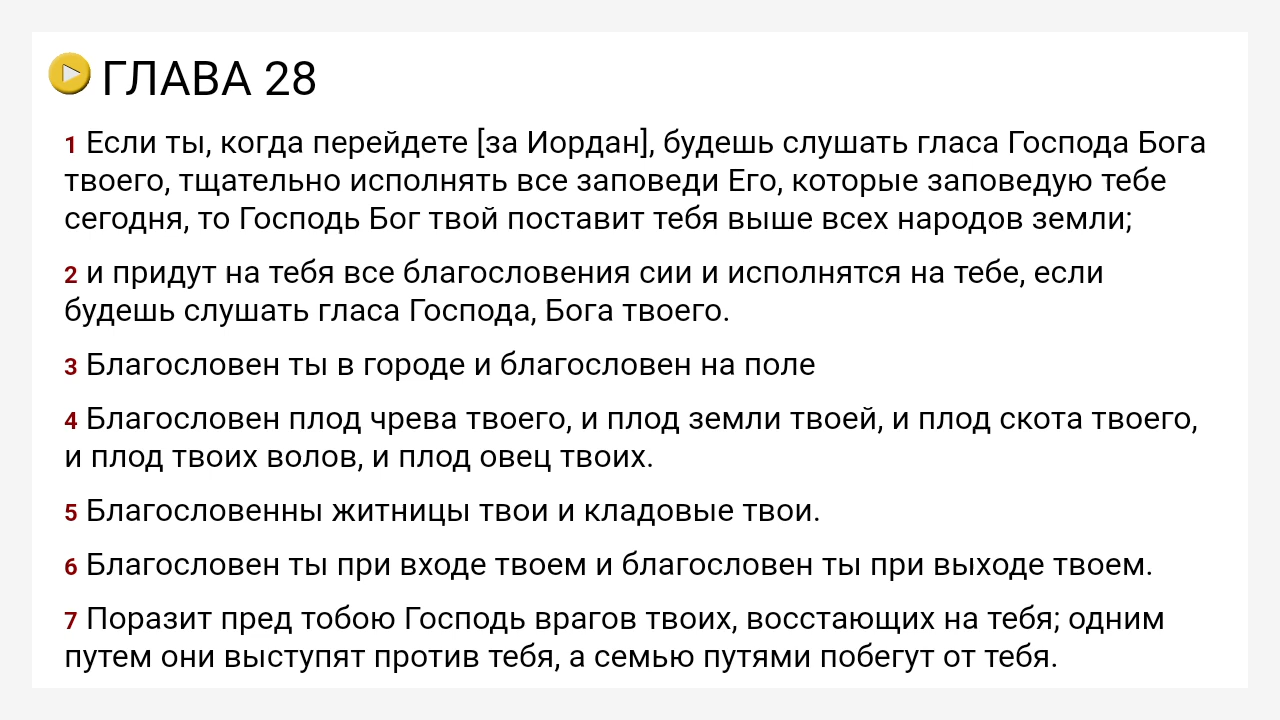 ГЛАВА 28
1 Если ты, когда перейдете [за Иордан], будешь слушать гласа Господа Бога
твоего, тщательно исполнять все заповеди Его, которые заповедую тебе
сегодня, то Господь Бог твой поставит тебя выше всех народов земли;
2 и придут на тебя все благословения сии и исполнятся на тебе, если
будешь слушать гласа Господа, Бога твоего.
3 Благословен ты в городе и благословен на поле
4 Благословен плод чрева твоего, и плод земли твоей, и плод скота твоего,
и плод твоих волов, и плод овец твоих.
5 Благословенны житницы твои и кладовые твои.
6 Благословен ты при входе твоем и благословен ты при выходе твоем.
7 Поразит пред тобою Господь врагов твоих, восстающих на тебя; одним
путем они выступят против тебя, а семью путями побегут от тебя.